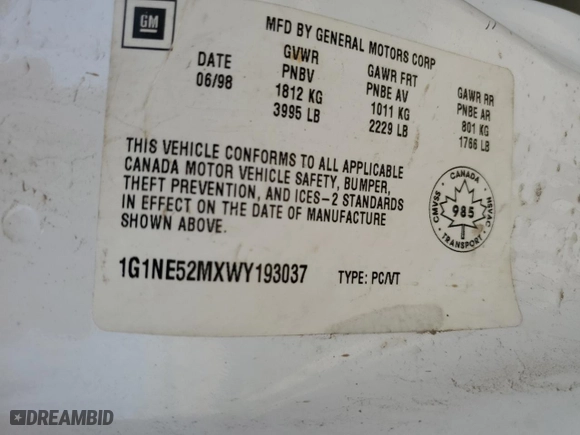 GM
MFD BY GENERAL MOTORS CORP
DATE
06/98
GVWR
PNBV
1812 KG
3995 LB
GAWR FRT
PNBE AV
1011 KG
2229 LB
GAWR RR
PNBE AR
801 KG
1766 LB
THIS VEHICLE CONFORMS TO ALL APPLICABLE
CANADA MOTOR VEHICLE SAFETY, BUMPER,
THEFT PREVENTION, AND ICES-2 STANDARDS
IN EFFECT ON THE DATE OF MANUFACTURE
SHOWN ABOVE.
CANADA
CMVSS
985
NSVAC
TRANSPORT
1G1NE52MXWY193037 TYPE: PC/VT
DREAMBID